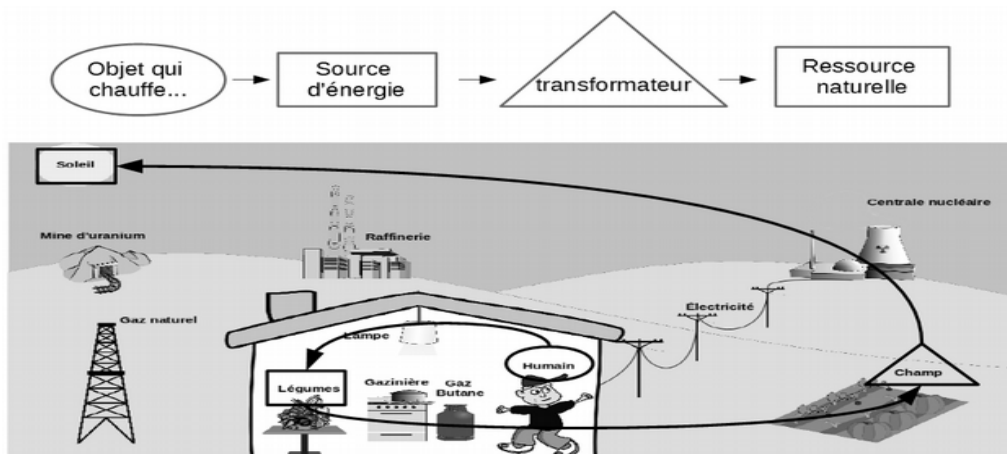 Objet qui
chauffe...
Source
d'énergie
transformateur
Ressource
naturelle
Soleil
Centrale nucléaire
Mine d'uranium
Raffinerie
Électricité
Gaz naturel
Lampe
Humain
Champ
Légumes
Gazinière
Gaz
Butane